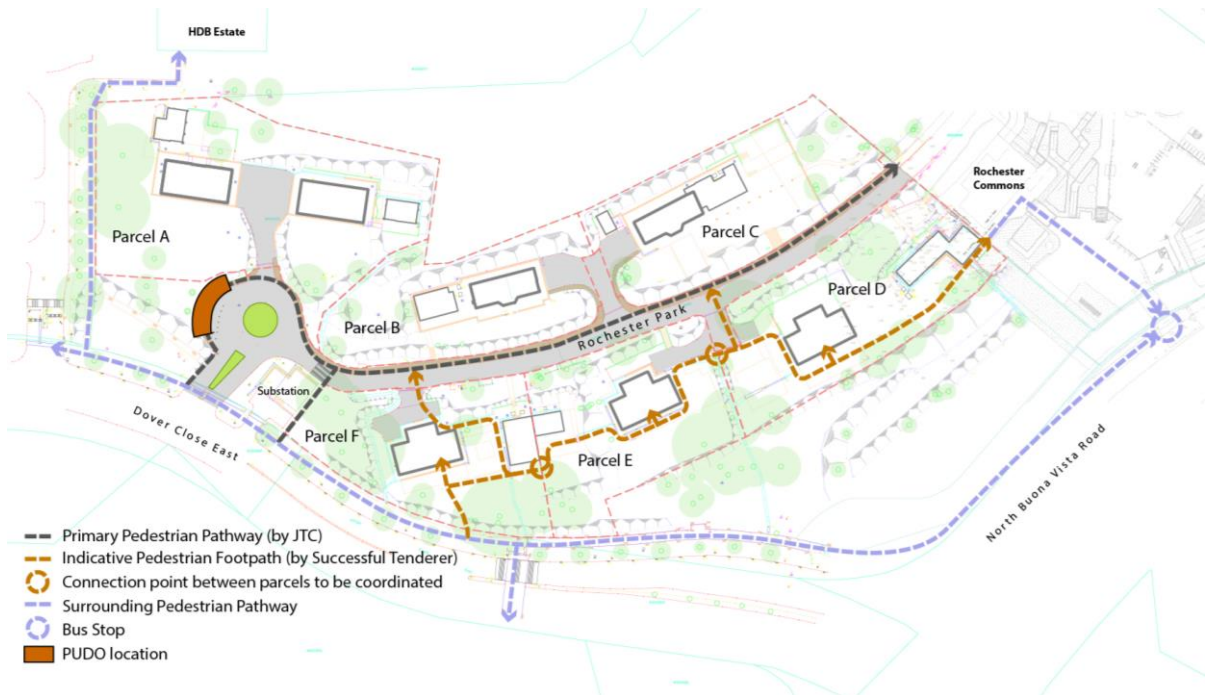 HDB Estate
Rochester
Commons
Parcel A
Parcel C
Parcel D
Parcel B
Rochester Park
Substation
Parcel F
Dover Close East
Parcel E
North Buona Vista Road
Primary Pedestrian Pathway (by JTC)
Indicative Pedestrian Footpath (by Successful Tenderer)
Connection point between parcels to be coordinated
Surrounding Pedestrian Pathway
Bus Stop
PUDO location